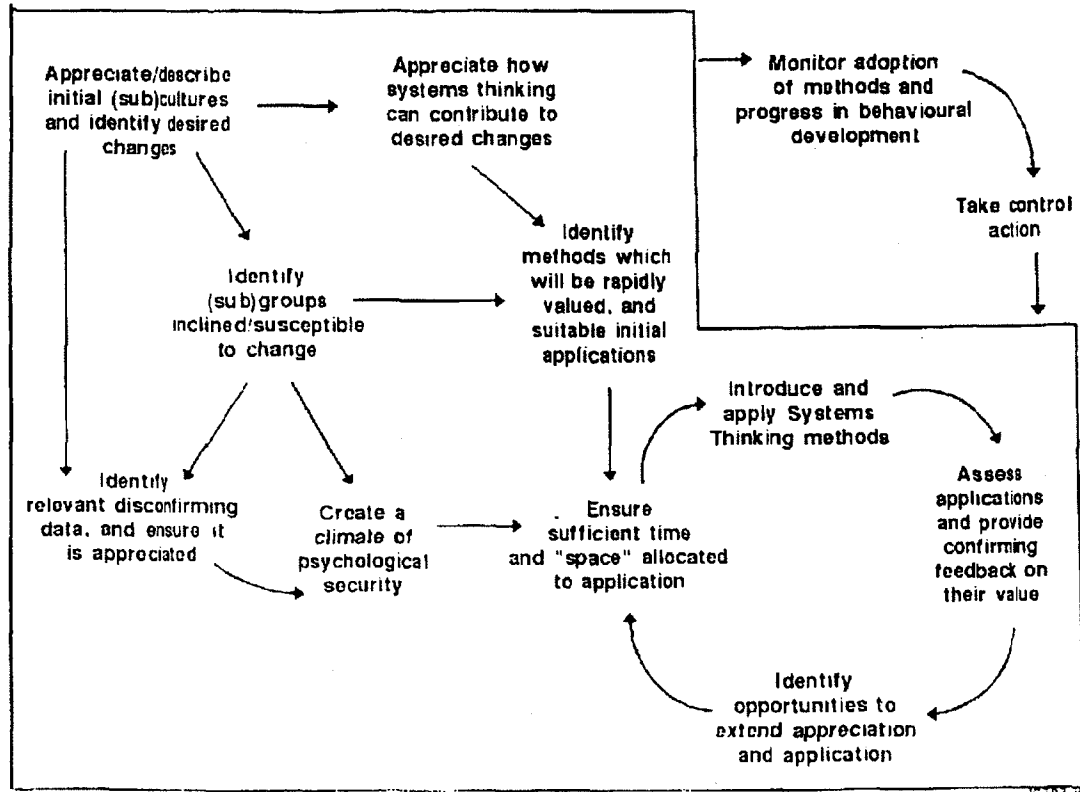 Appreciate/describe
initial (sub)cultures
and identify desired
changes
Appreciate how
systems thinking
can contribute to
desired changes
Monitor adoption
of methods and
progress in behavioural
development
Take control
action
Identify
(sub)groups
inclined/susceptible
to change
Identify
methods which
will be rapidly
valued, and
suitable initial
applications
Introduce and
apply Systems
Thinking methods
Identify
relevant disconfirming
data, and ensure it
is appreciated
Create a
climate of
psychological
security
Ensure
sufficient time
and "space" allocated
to application
Assess
applications
and provide
confirming
feedback on
their value
Identify
opportunities to
extend appreciation
and application